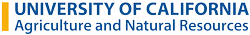 UNIVERSITY OF CALIFORNIA
Agriculture and Natural Resources